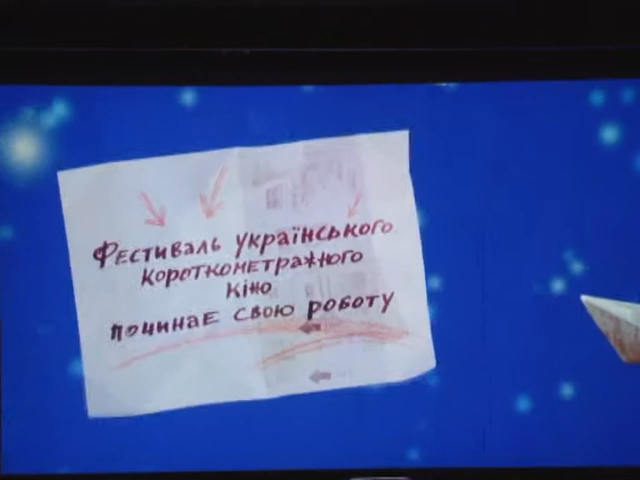 Фестиваль українського
короткометражного
кіно
починає свою роботу